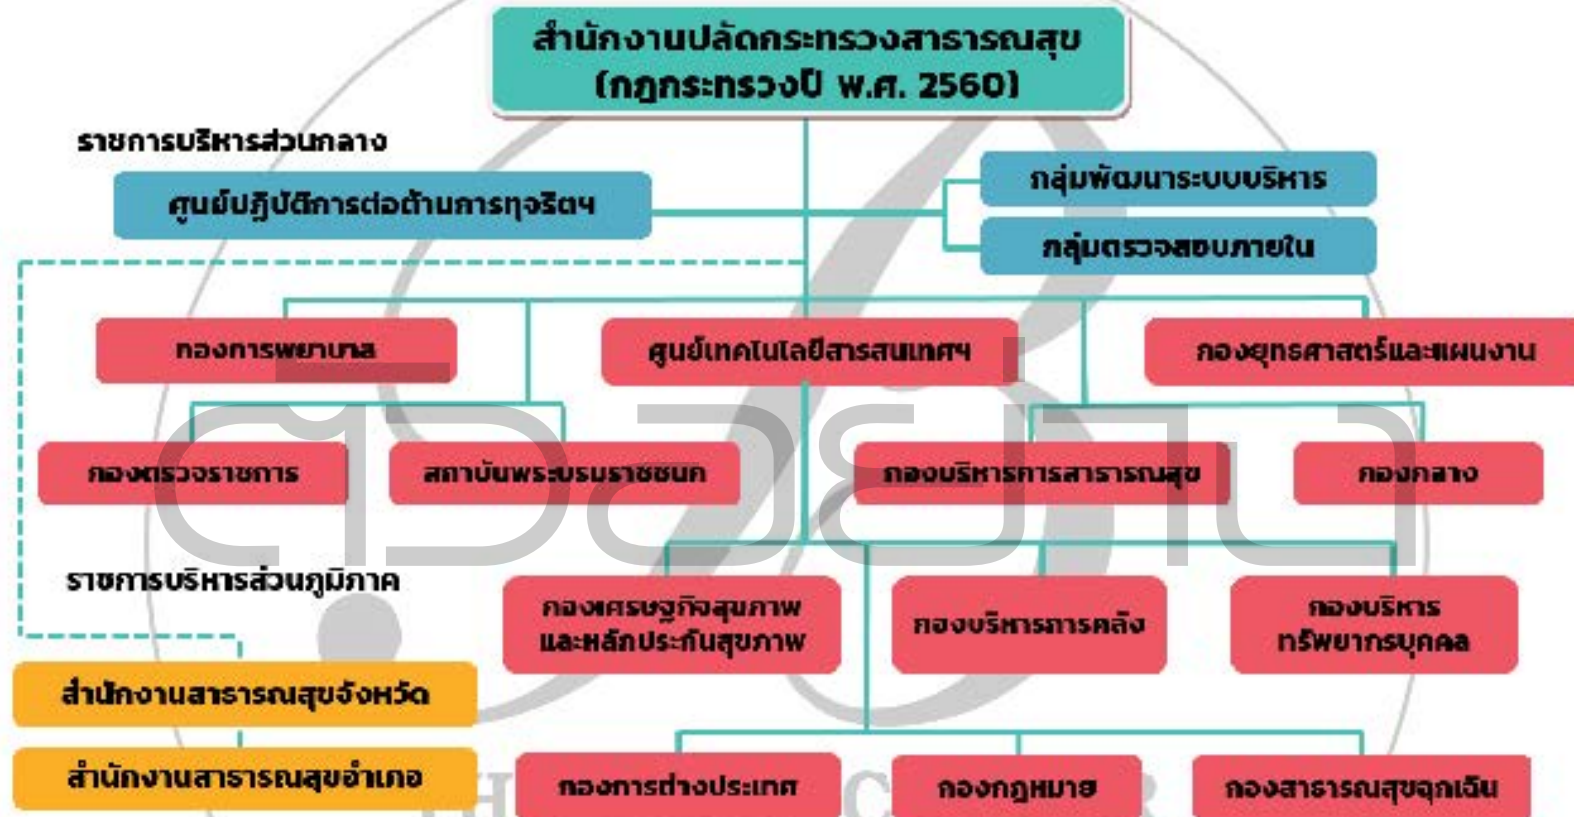 สำนักงานปลัดกระทรวงสาธารณสุข
(กฎกระทรวงปี พ.ศ. 2560)
ราชการบริหารส่วนกลาง
ศูนย์ปฏิบัติการต่อต้านการทุจริตฯ
กลุ่มพัฒนาระบบบริหาร
กลุ่มตรวจสอบภายใน
กองการพยาบาล
ศูนย์เทคโนโลยีสารสนเทศฯ
กองยุทธศาสตร์และแผนงาน
กองตรวจราชการ
สถาบันพระบรมราชชนก
กองบริหารการสาธารณสุข
กองกลาง
ตัวอย่าง
ราชการบริหารส่วนภูมิภาค
กองเศรษฐกิจสุขภาพ
และหลักประกันสุขภาพ
กองบริหารการคลัง
กองบริหาร
ทรัพยากรบุคคล
สำนักงานสาธารณสุขจังหวัด
สำนักงานสาธารณสุขอำเภอ
กองการต่างประเทศ
กองกฎหมาย
กองสาธารณสุขฉุกเฉิน